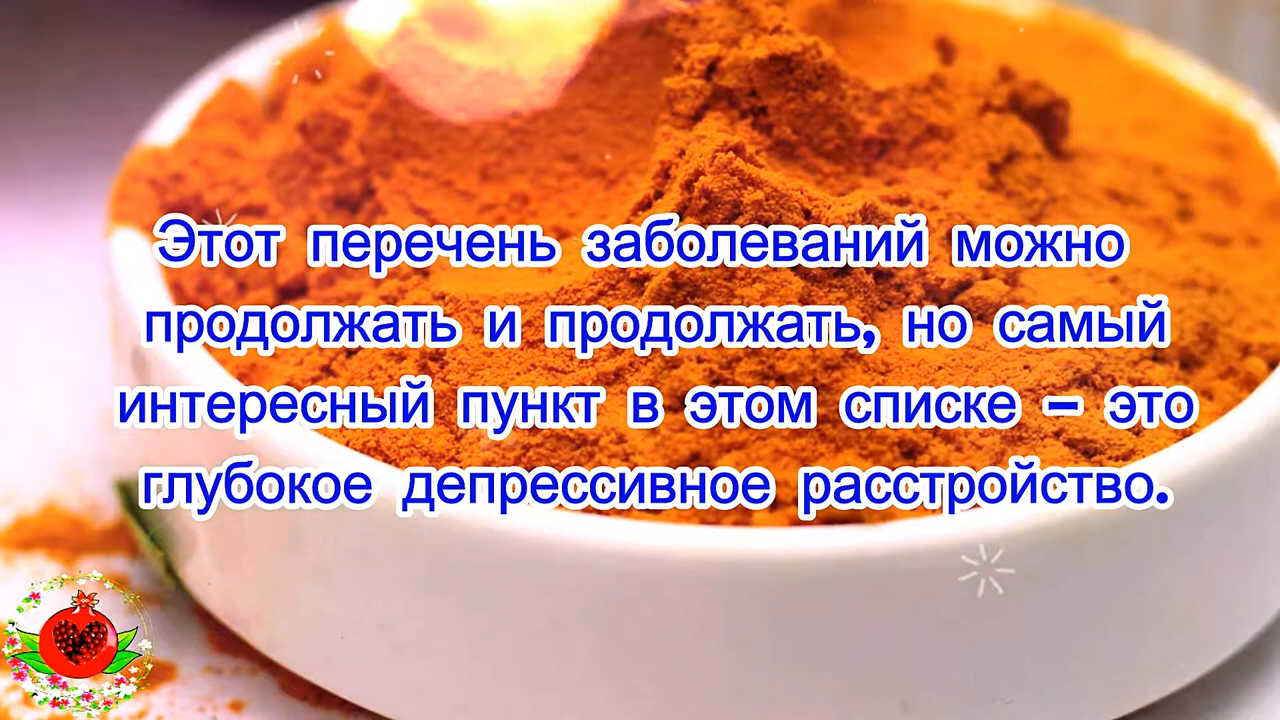 Этот перечень заболеваний можно
продолжать и продолжать, но самый
интересный пункт в этом списке – это
глубокое депрессивное расстройство.